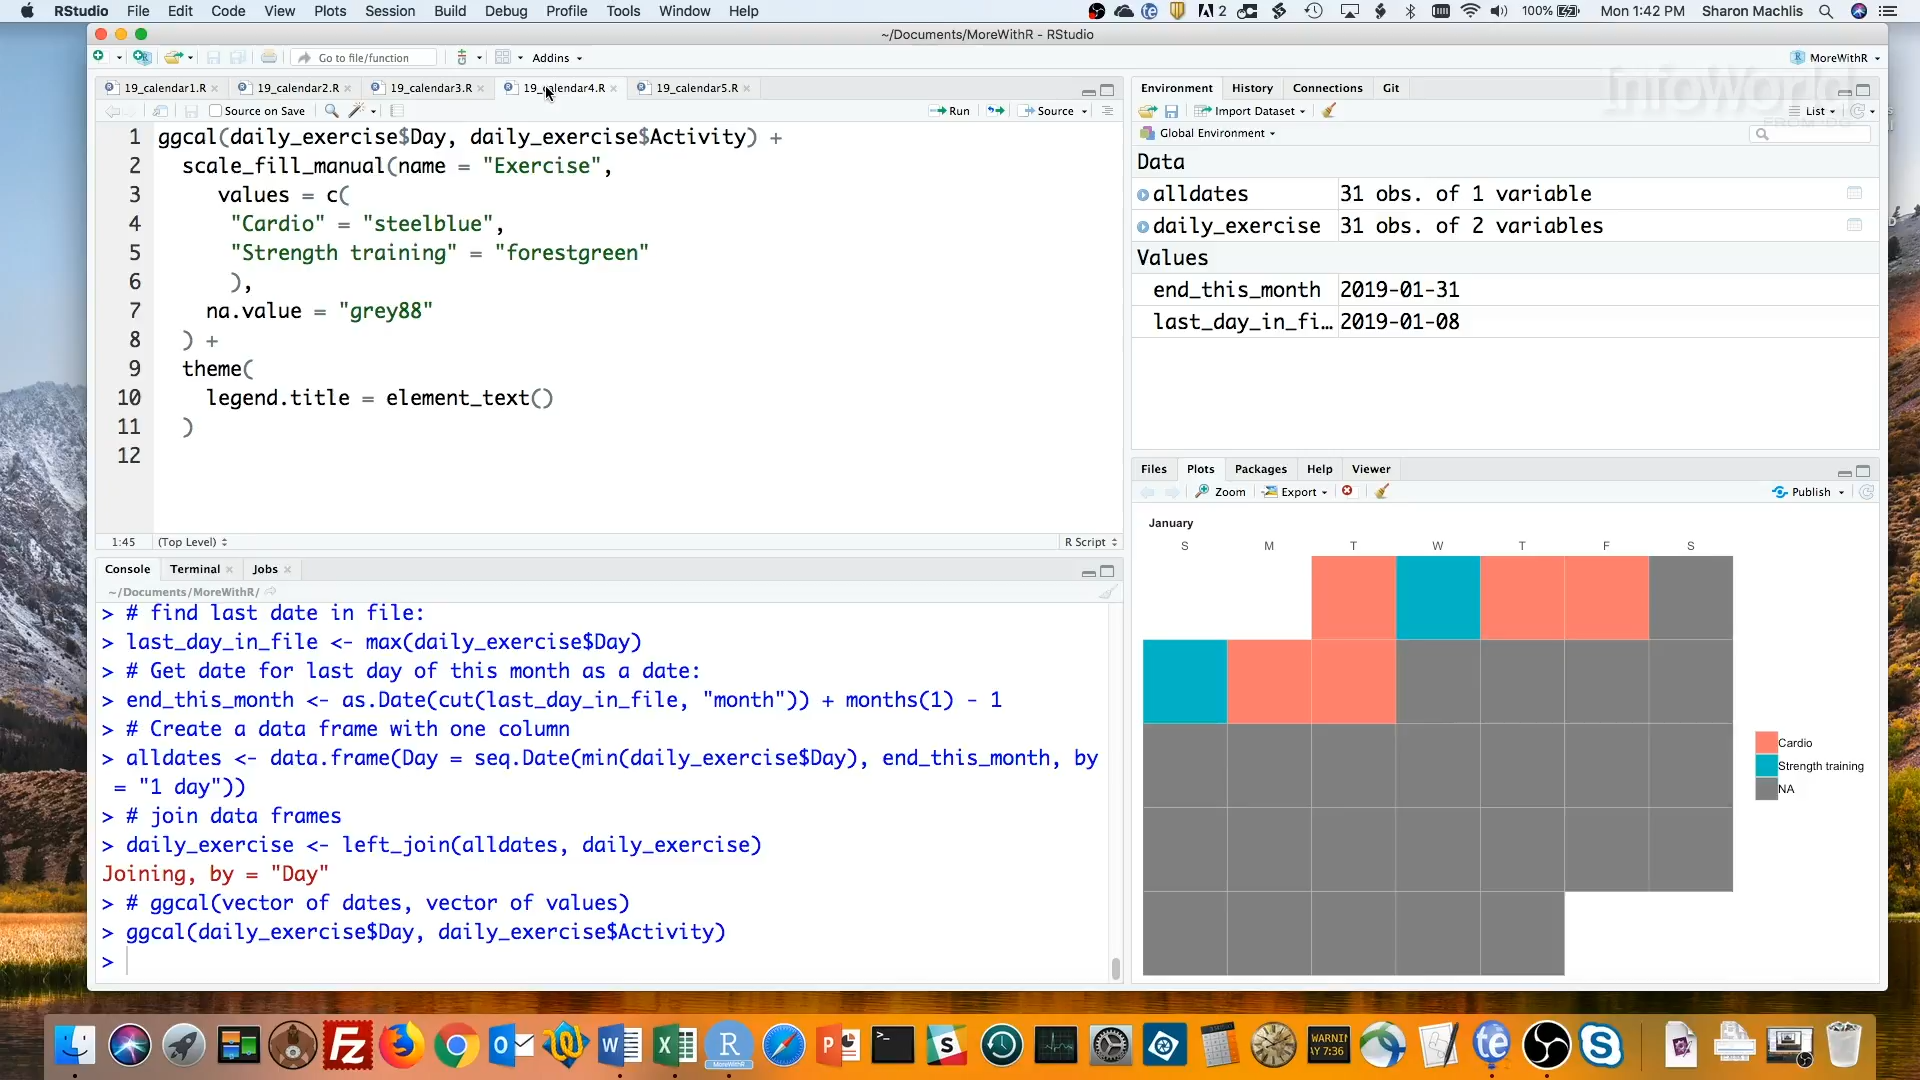 RStudio File Edit Code View Plots Session Build Debug Profile Tools Window Help 2 100% Mon 1:42 PM Sharon Machlis
~/Documents/MoreWithR - RStudio
Go to file/function Addins MoreWithR
InfoWorld
FROM IDG
19_calendar1.R 19_calendar2.R 19_calendar3.R 19_calendar4.R 19_calendar5.R
Source on Save Run Source
1 ggcal(daily_exercise$Day, daily_exercise$Activity) +
2 scale_fill_manual(name = "Exercise",
3 values = c(
4 "Cardio" = "steelblue",
5 "Strength training" = "forestgreen"
6 ),
7 na.value = "grey88"
8 ) +
9 theme(
10 legend.title = element_text()
11 )
12
1:45 (Top Level) R Script
Console Terminal Jobs
~/Documents/MoreWithR/
> # find last date in file:
> last_day_in_file <- max(daily_exercise$Day)
> # Get date for last day of this month as a date:
> end_this_month <- as.Date(cut(last_day_in_file, "month")) + months(1) - 1
> # Create a data frame with one column
> alldates <- data.frame(Day = seq.Date(min(daily_exercise$Day), end_this_month, by
= "1 day"))
> # join data frames
> daily_exercise <- left_join(alldates, daily_exercise)
Joining, by = "Day"
> # ggcal(vector of dates, vector of values)
> ggcal(daily_exercise$Day, daily_exercise$Activity)
>
Environment History Connections Git
Import Dataset List
Global Environment
Data
alldates 31 obs. of 1 variable
daily_exercise 31 obs. of 2 variables
Values
end_this_month 2019-01-31
last_day_in_fi… 2019-01-08
Files Plots Packages Help Viewer
Zoom Export Publish
January
S M T W T F S
Cardio
Strength training
NA
WARNIN
AY 7:36
MoreWithR